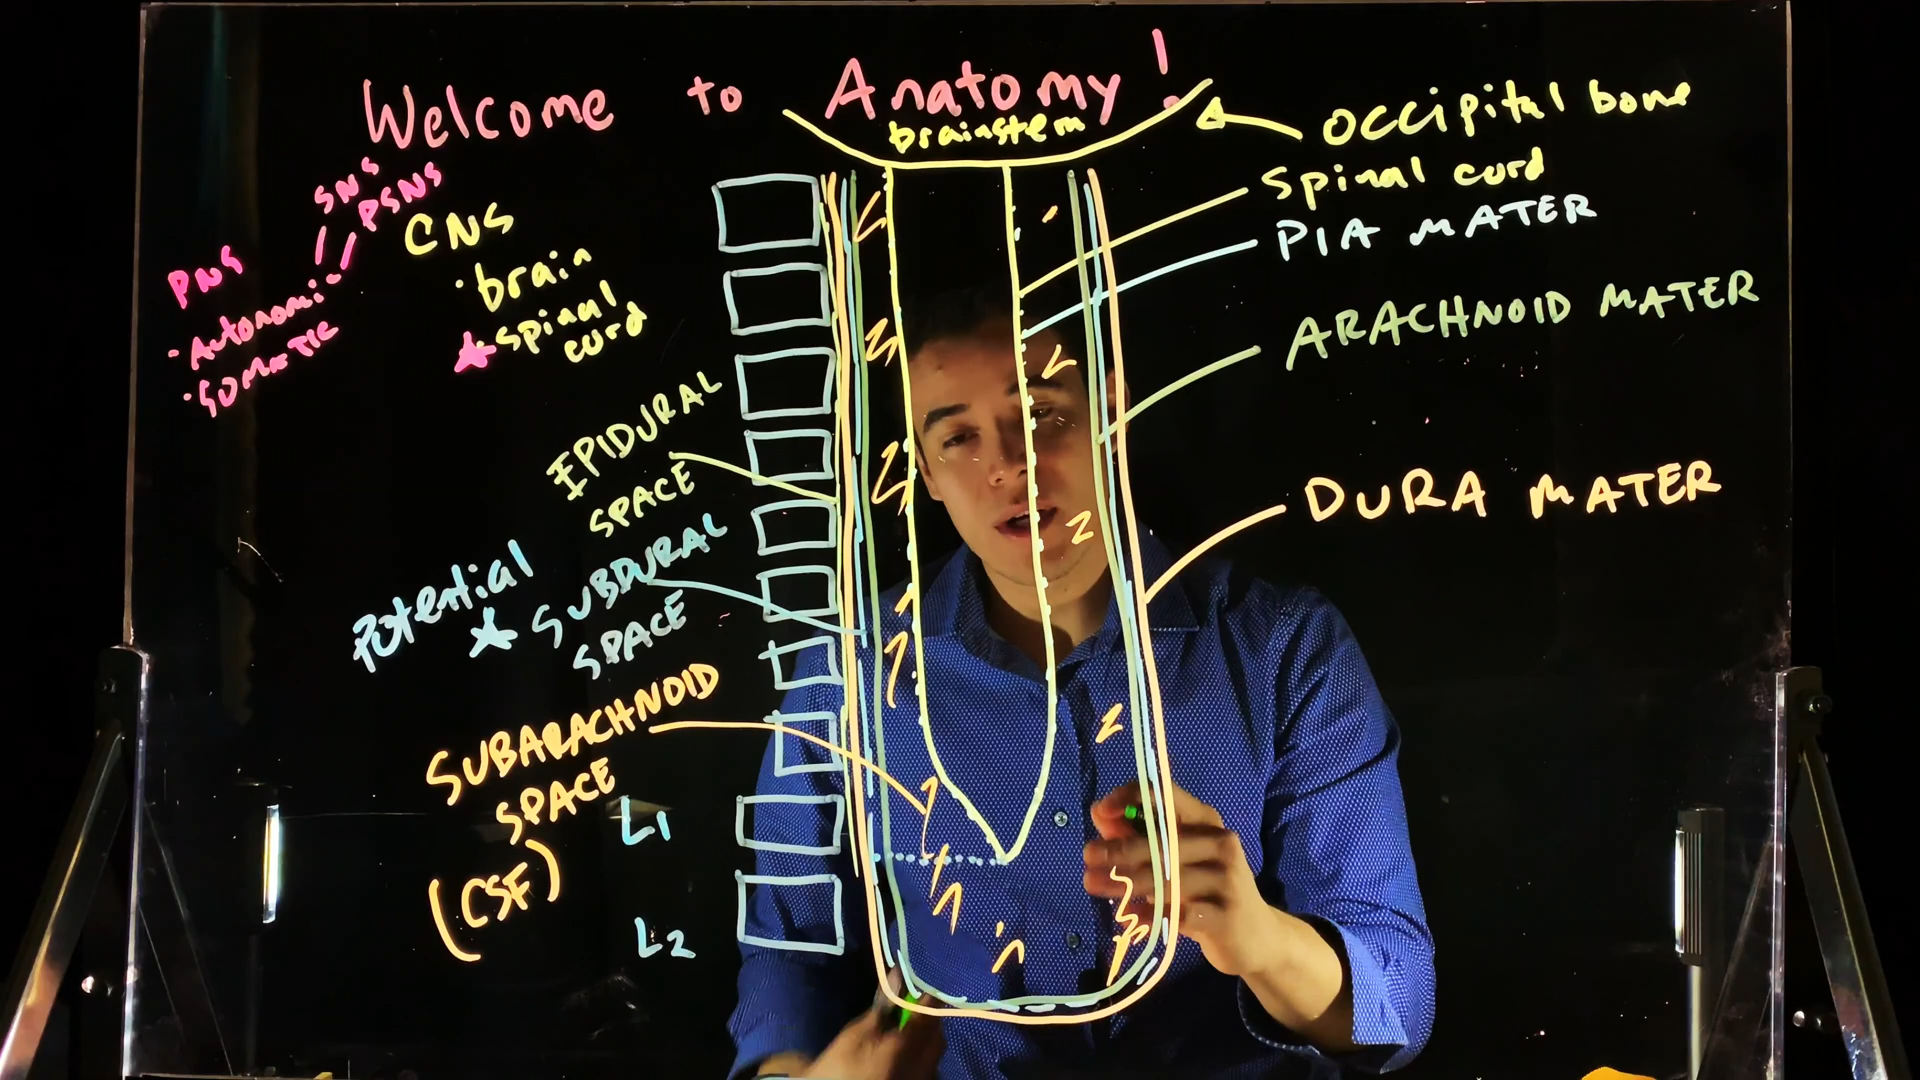 Welcome to Anatomy!
brainstem
occipital bone
Spinal cord
PIA MATER
ARACHNOID MATER
DURA MATER
SNS
PSNS
PNS
·Autonomic
·SOMATIC
CNS
·brain
★spinal
cord
EPIDURAL
SPACE
Potential
★ SUBDURAL
SPACE
SUBARACHNOID
SPACE
(CSF)
L1
L2